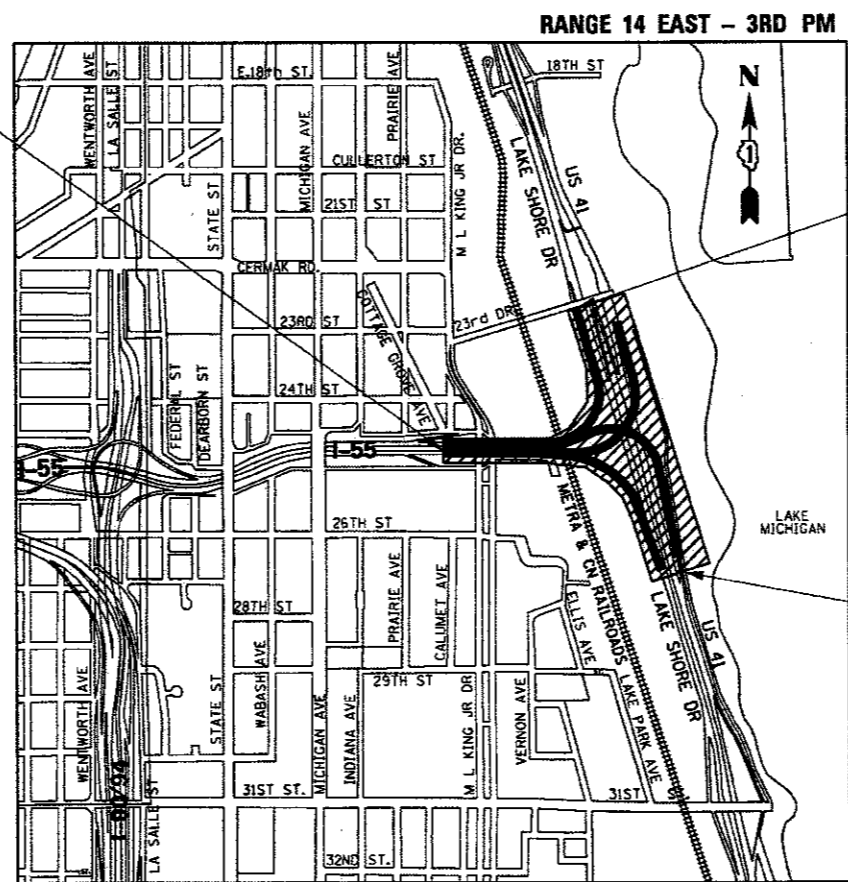 RANGE 14 EAST - 3RD PM
WENTWORTH AVE
LA SALLE ST
E.18th ST.
MICHIGAN AVE
PRAIRIE AVE
18TH ST
N
CULLERTON ST
STATE ST
21ST ST
M L KING JR DR.
LAKE SHORE DR
US 41
1
CERMAK RD.
COTTAGE GROVE AVE
23RD ST
23rd DR
FEDERAL ST
DEARBORN ST
24TH ST
I-55
I-55
26TH ST
LAKE
MICHIGAN
METRA & CN RAILROADS
PRAIRIE AVE
CALUMET AVE
28TH ST
ELLIS AVE
LAKE SHORE DR
US 41
29TH ST
WENTWORTH AVE
STATE ST
WABASH AVE
MICHIGAN AVE
INDIANA AVE
M L KING JR DR
VERNON AVE
LAKE PARK AVE
31ST ST.
31ST
I-90/94
LA SALLE ST
32ND ST.